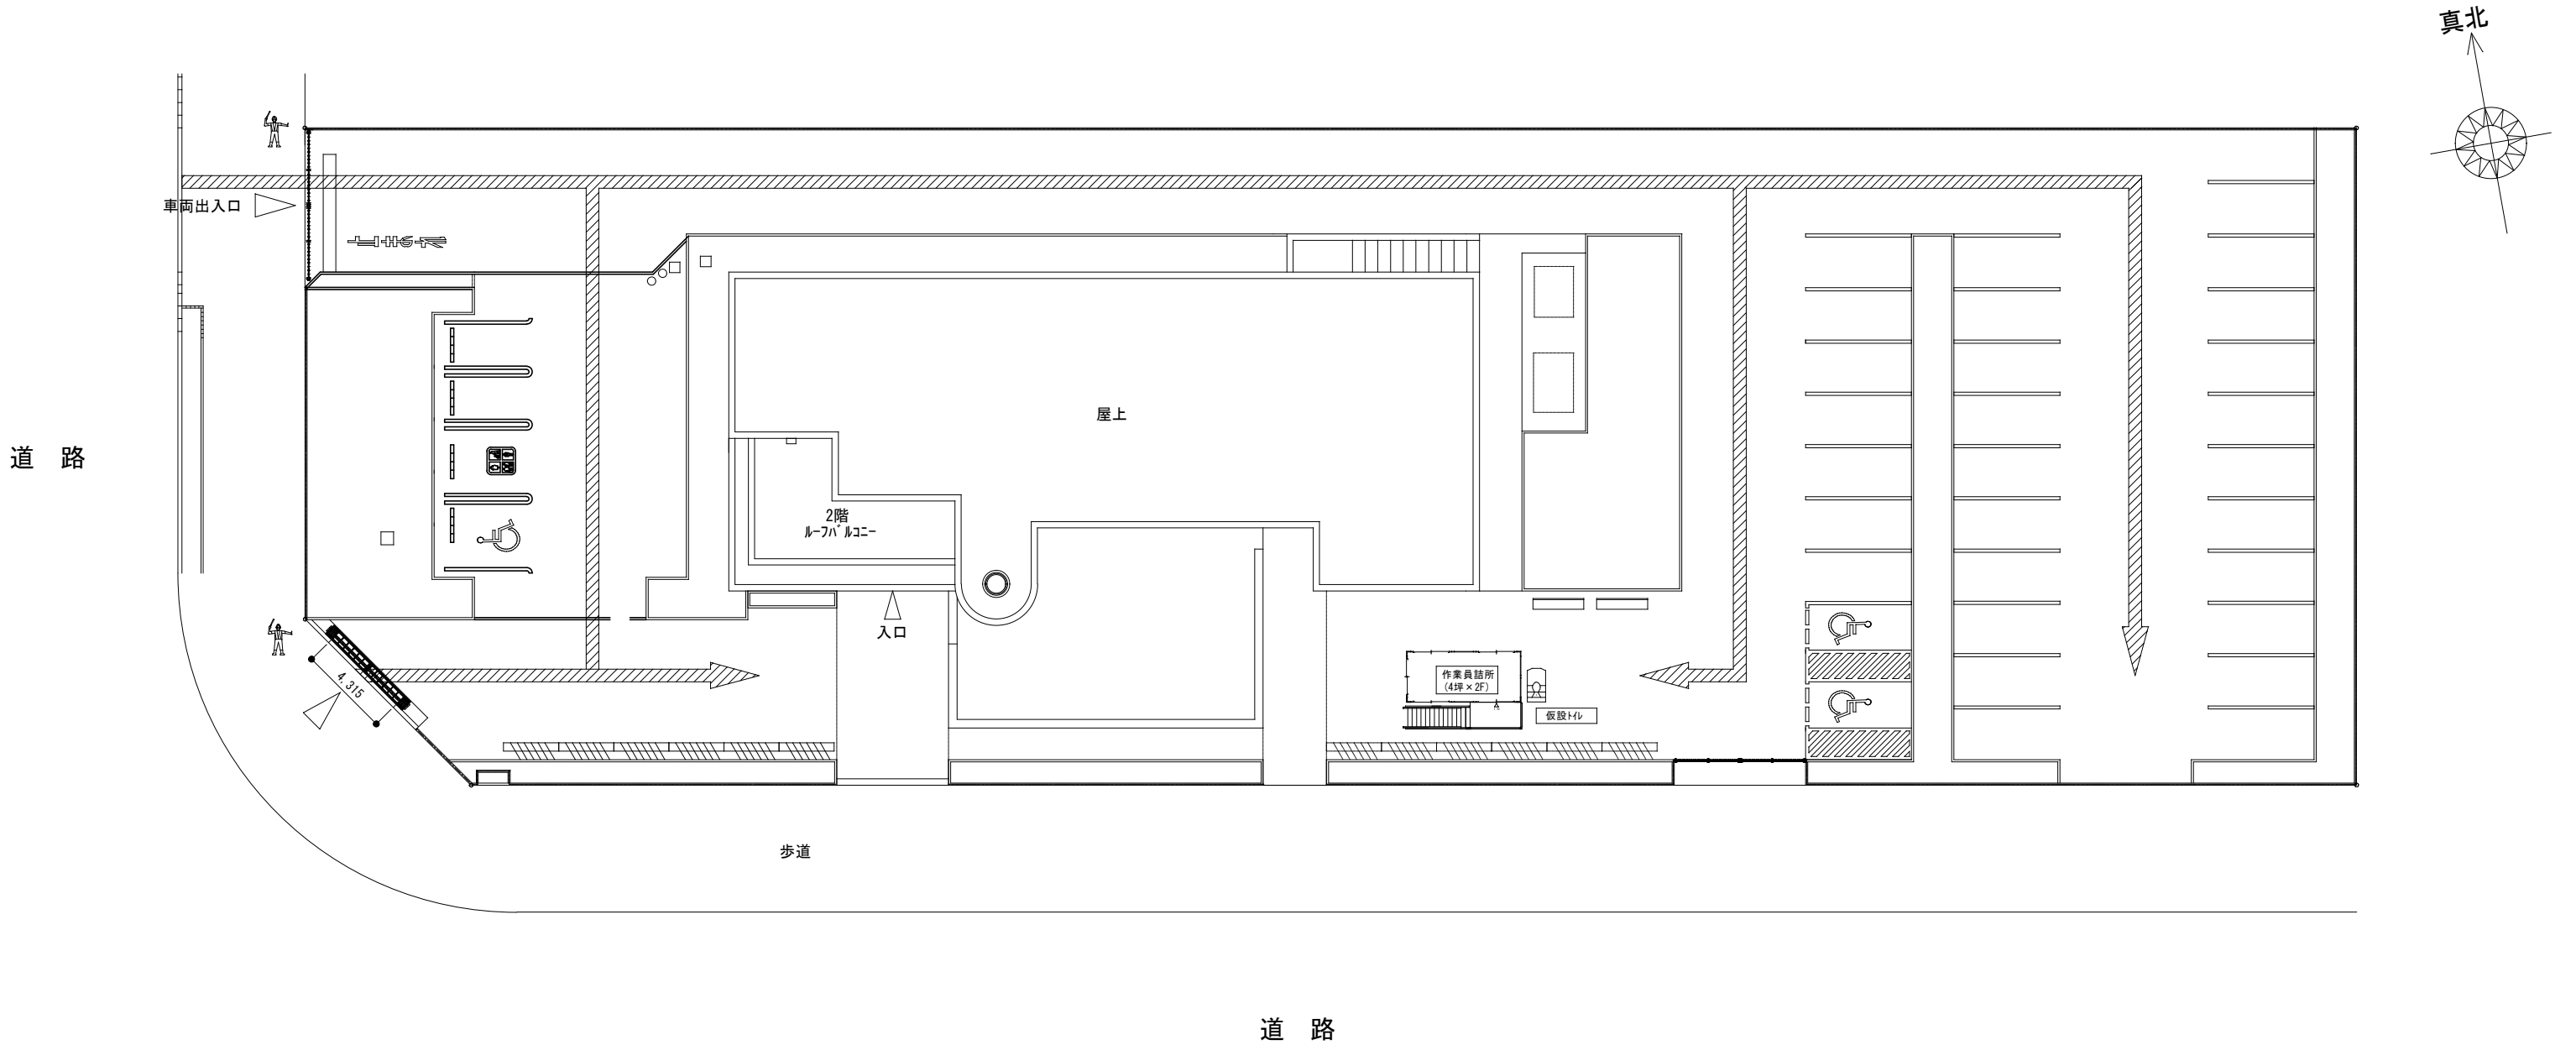 真北
車両出入口
道　路
屋上
2階
ﾙｰﾌﾊﾞﾙｺﾆｰ
入口
4,315
作業員詰所
(4坪×2F)
仮設ﾄｲﾚ
歩道
道　路